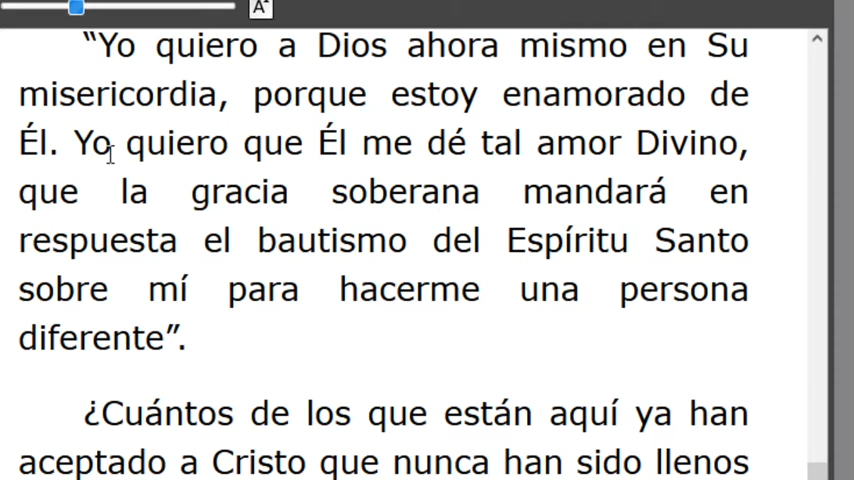 A
“Yo quiero a Dios ahora mismo en Su
misericordia, porque estoy enamorado de
Él. Yo quiero que Él me dé tal amor Divino,
que la gracia soberana mandará en
respuesta el bautismo del Espíritu Santo
sobre mí para hacerme una persona
diferente”.
¿Cuántos de los que están aquí ya han
aceptado a Cristo que nunca han sido llenos